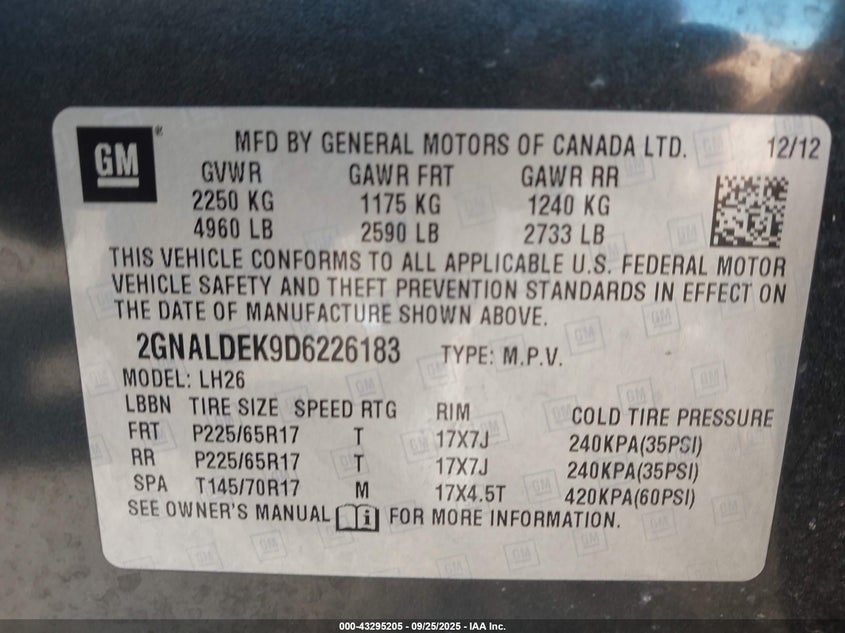 GM ® MFD BY GENERAL MOTORS OF CANADA LTD. 12/12
GVWR GAWR FRT GAWR RR
2250 KG 1175 KG 1240 KG
4960 LB 2590 LB 2733 LB
THIS VEHICLE CONFORMS TO ALL APPLICABLE U.S. FEDERAL MOTOR
VEHICLE SAFETY AND THEFT PREVENTION STANDARDS IN EFFECT ON
THE DATE OF MANUFACTURE SHOWN ABOVE.
2GNALDEK9D6226183 TYPE: M.P.V.
MODEL: LH26
LBBN TIRE SIZE SPEED RTG RIM COLD TIRE PRESSURE
FRT P225/65R17 T 17X7J 240KPA(35PSI)
RR P225/65R17 T 17X7J 240KPA(35PSI)
SPA T145/70R17 M 17X4.5T 420KPA(60PSI)
SEE OWNER'S MANUAL i FOR MORE INFORMATION.
000-43295205 - 09/25/2025 - IAA Inc.